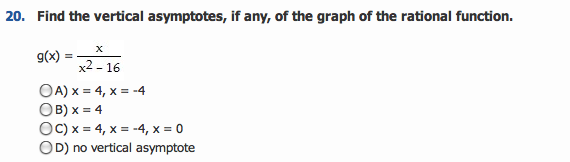 20. Find the vertical asymptotes, if any, of the graph of the rational function.
g(x) = x / x² - 16
A) x = 4, x = -4
B) x = 4
C) x = 4, x = -4, x = 0
D) no vertical asymptote